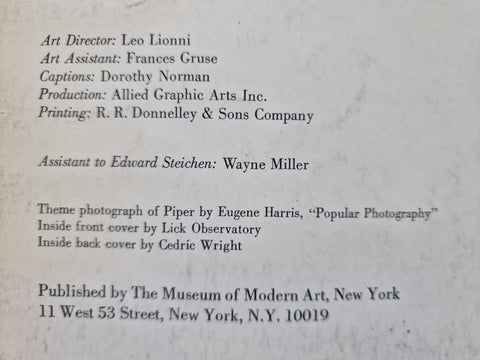 Art Director: Leo Lionni
Art Assistant: Frances Gruse
Captions: Dorothy Norman
Production: Allied Graphic Arts Inc.
Printing: R. R. Donnelley & Sons Company
Assistant to Edward Steichen: Wayne Miller
Theme photograph of Piper by Eugene Harris, "Popular Photography"
Inside front cover by Lick Observatory
Inside back cover by Cedric Wright
Published by The Museum of Modern Art, New York
11 West 53 Street, New York, N.Y. 10019